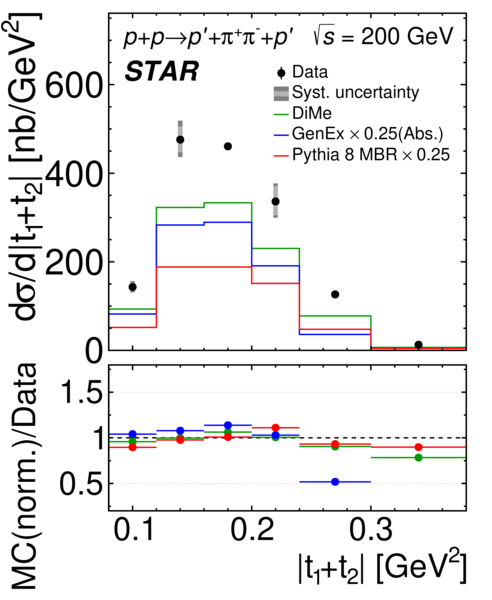 p+p→p′+π⁺π⁻+p′ √s = 200 GeV
STAR
Data
Syst. uncertainty
DiMe
GenEx × 0.25(Abs.)
Pythia 8 MBR × 0.25
dσ/d|t₁+t₂| [nb/GeV²]
600
400
200
0
MC(norm.)/Data
1.5
1
0.5
0.1 0.2 0.3
|t₁+t₂| [GeV²]